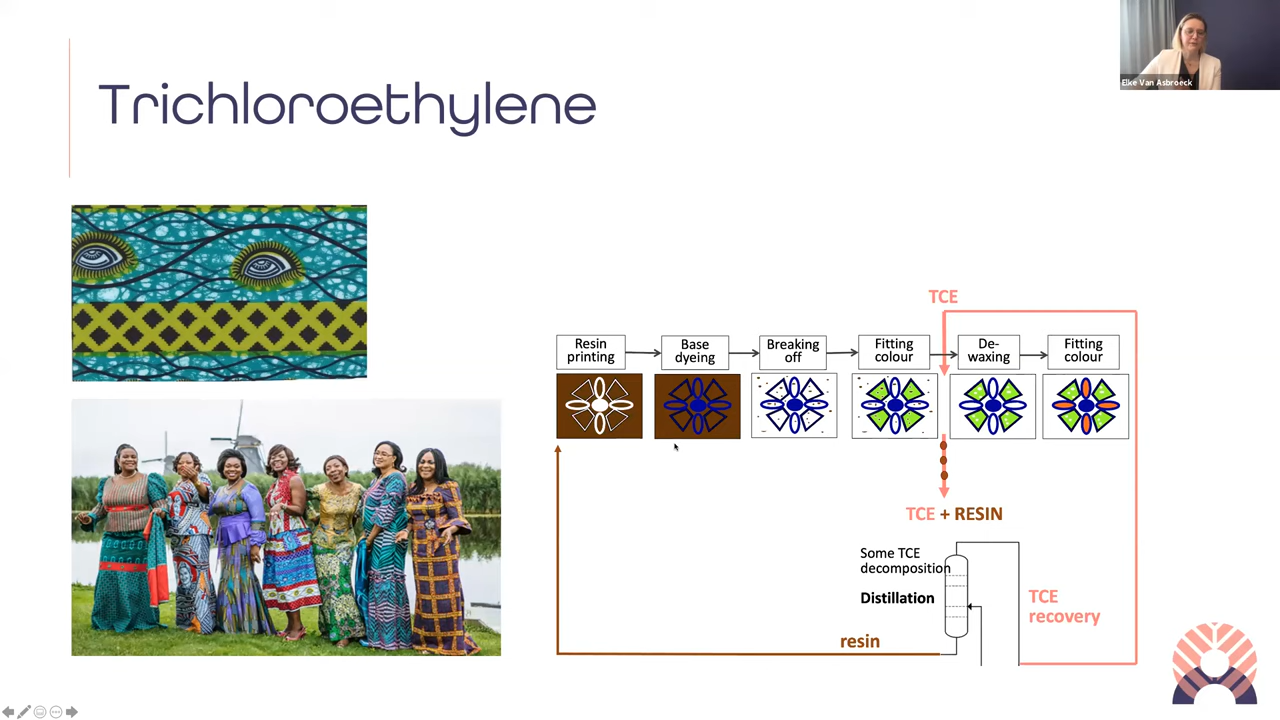 Elke Van Asbroeck
Trichloroethylene
TCE
Resin
printing
Base
dyeing
Breaking
off
Fitting
colour
De-
waxing
Fitting
colour
TCE + RESIN
Some TCE
decomposition
Distillation
TCE
recovery
resin